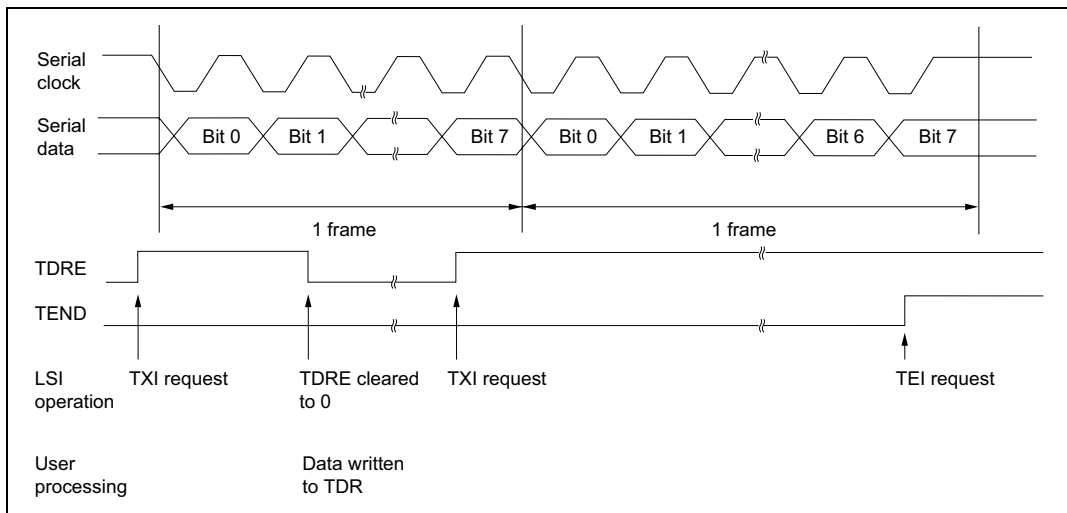 Serial
clock
Serial
data
Bit 0 Bit 1 Bit 7 Bit 0 Bit 1 Bit 6 Bit 7
1 frame 1 frame
TDRE
TEND
LSI
operation
TXI request
TDRE cleared
to 0
TXI request
TEI request
User
processing
Data written
to TDR